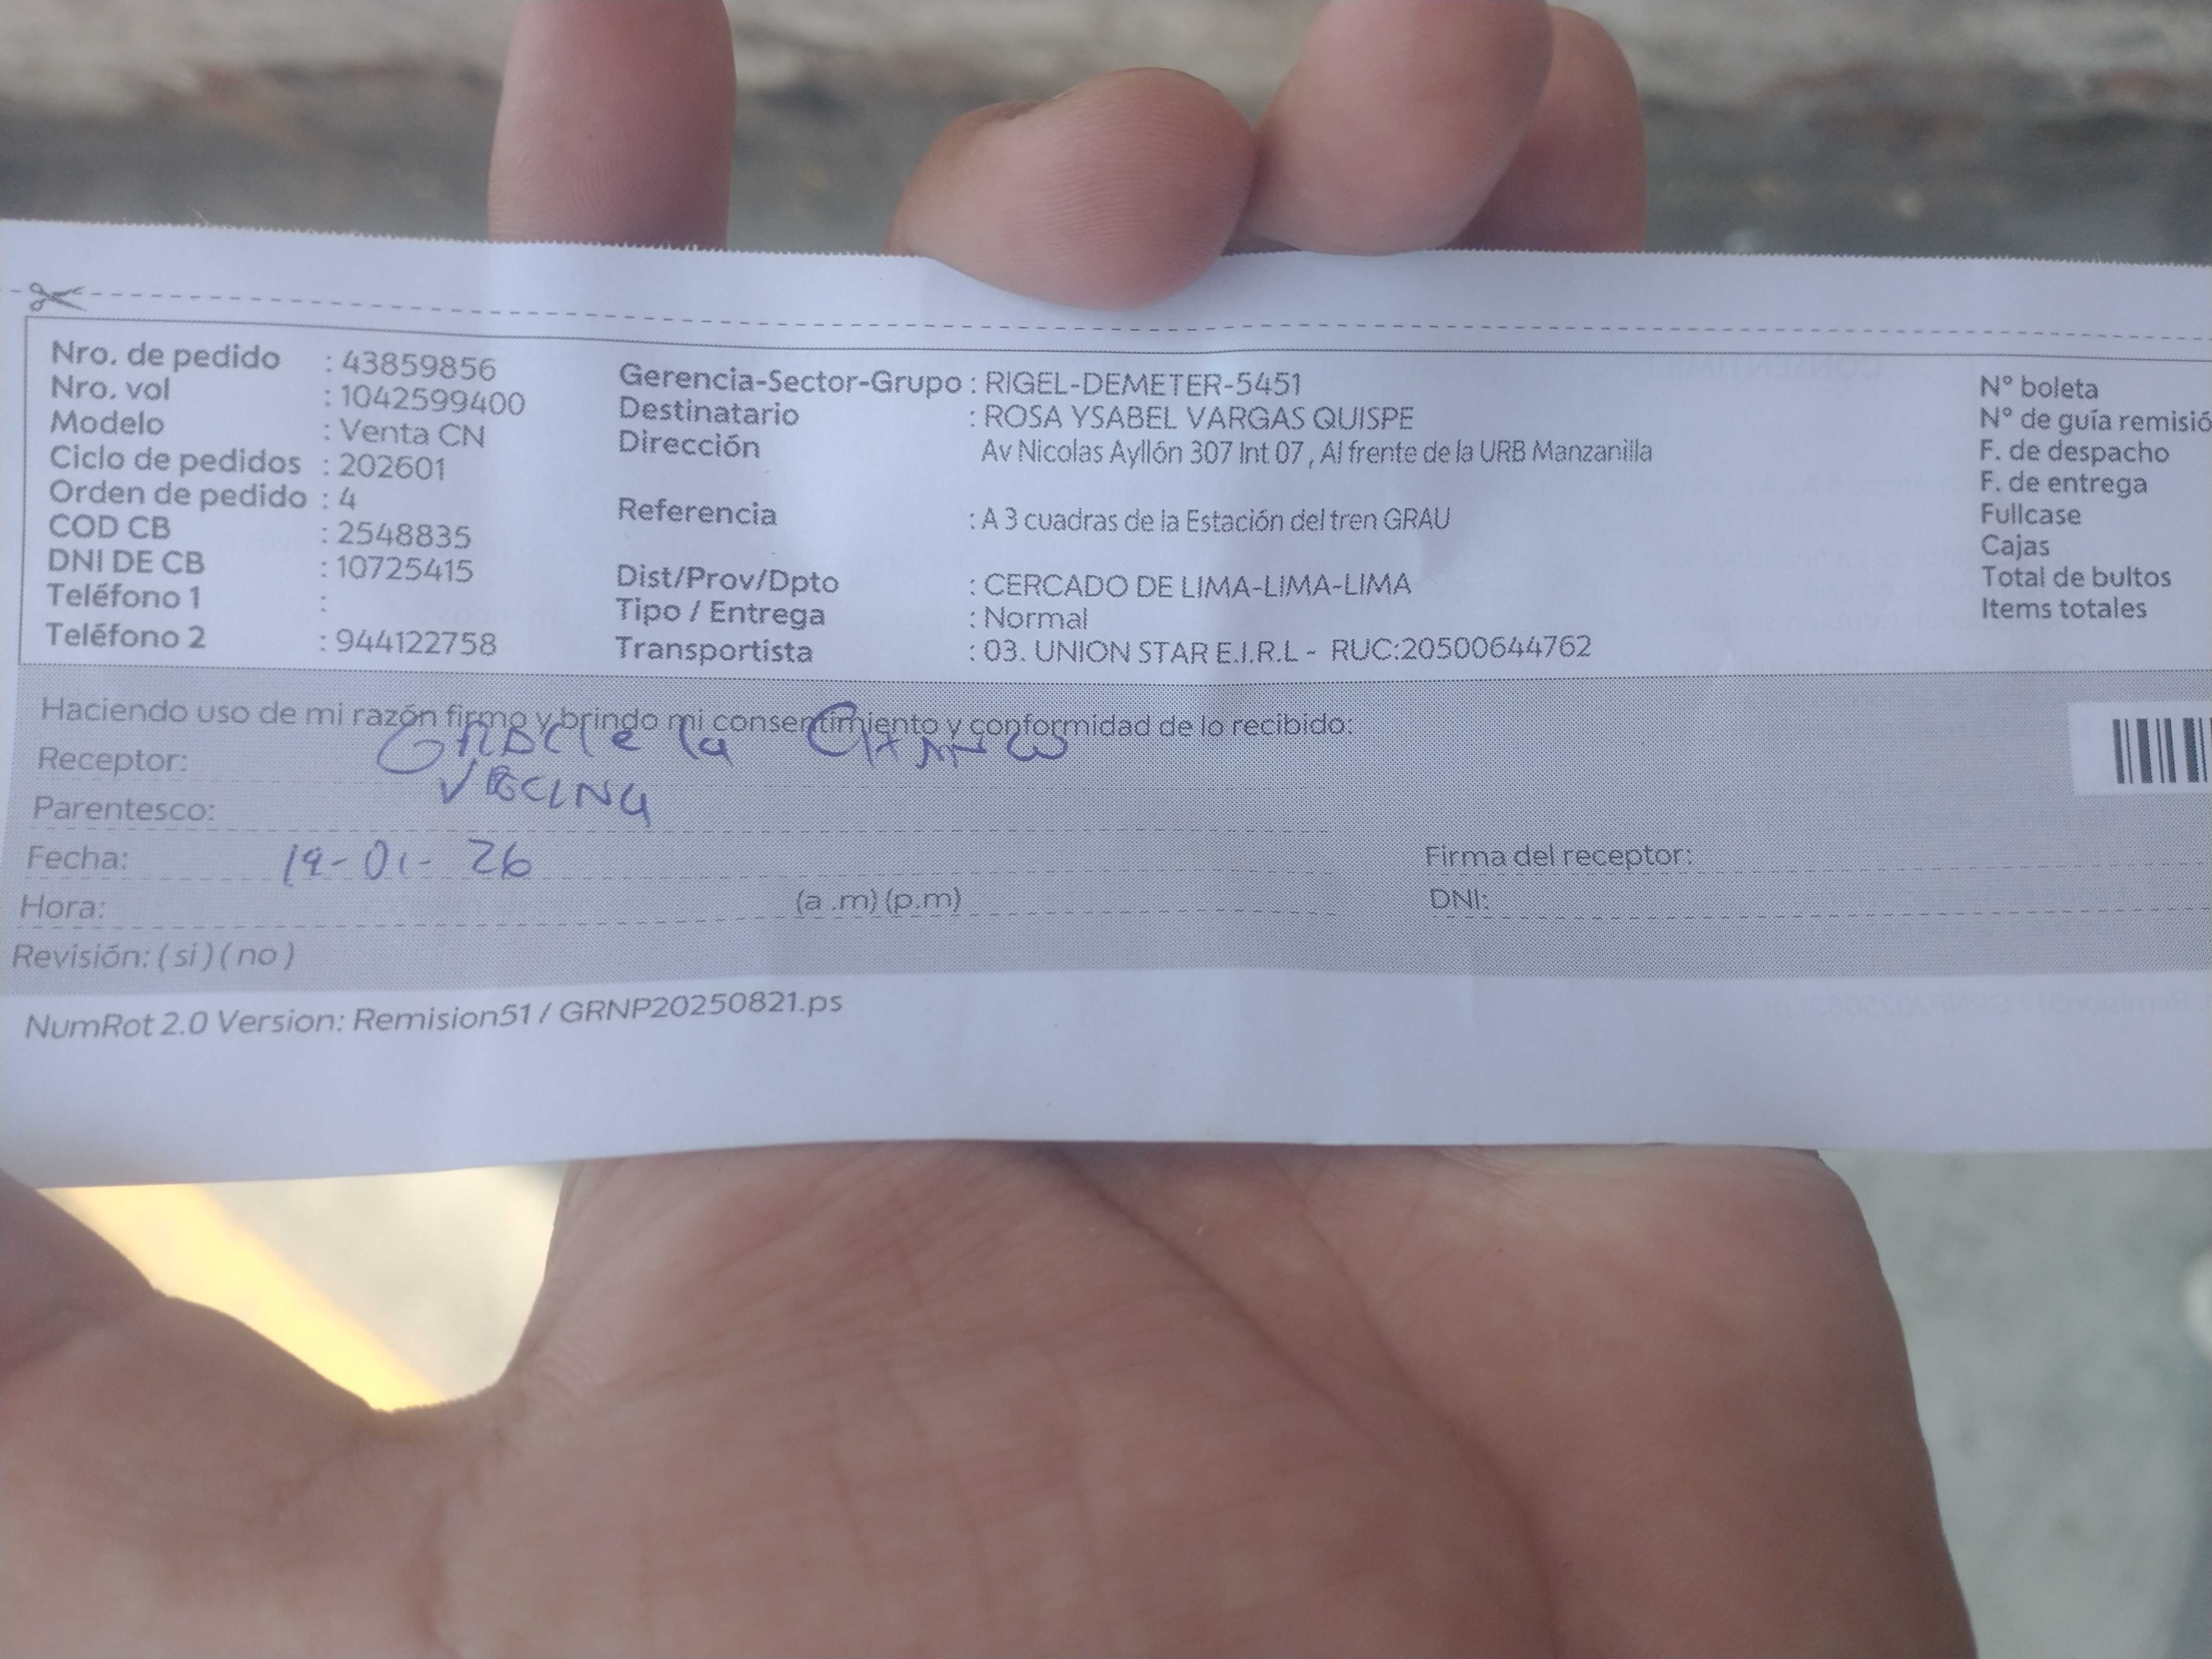 Nro. de pedido : 43859856
Nro. vol : 1042599400
Modelo : Venta CN
Ciclo de pedidos : 202601
Orden de pedido : 4
COD CB : 2548835
DNI DE CB : 10725415
Teléfono 1 :
Teléfono 2 : 944122758
Gerencia-Sector-Grupo : RIGEL-DEMETER-5451
Destinatario : ROSA YSABEL VARGAS QUISPE
Dirección Av Nicolas Ayllón 307 Int 07 , Al frente de la URB Manzanilla
Referencia : A 3 cuadras de la Estación del tren GRAU
Dist/Prov/Dpto : CERCADO DE LIMA-LIMA-LIMA
Tipo / Entrega : Normal
Transportista : 03. UNION STAR E.I.R.L - RUC:20500644762
N° boleta
N° de guía remisió
F. de despacho
F. de entrega
Fullcase
Cajas
Total de bultos
Items totales
Haciendo uso de mi razón firmo y brindo mi consentimiento y conformidad de lo recibido:
Receptor:
Parentesco: VECINA
Fecha: 19-01-26
Hora: (a .m) (p.m)
Revisión: ( si ) ( no )
Firma del receptor:
DNI:
NumRot 2.0 Version: Remision51 / GRNP20250821.ps